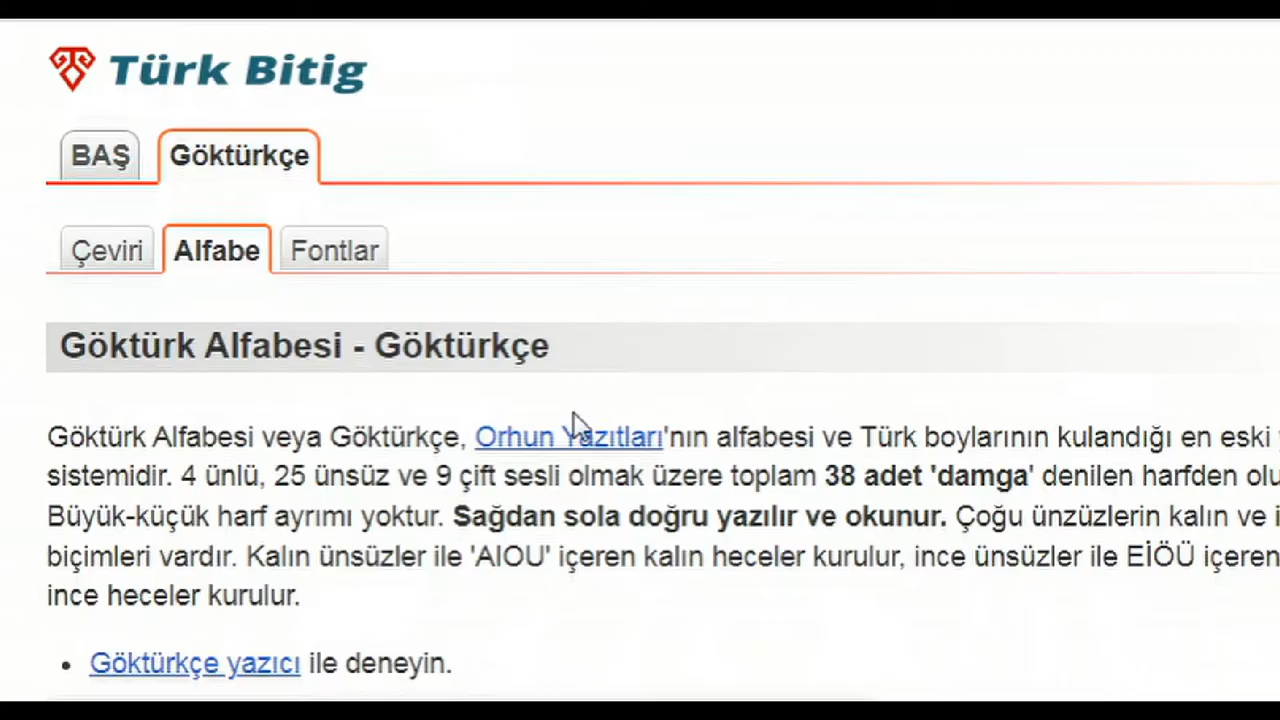 Türk Bitig
BAŞ Göktürkçe
Çeviri Alfabe Fontlar
Göktürk Alfabesi - Göktürkçe
Göktürk Alfabesi veya Göktürkçe, Orhun Yazıtları'nın alfabesi ve Türk boylarının kulandığı en eski
sistemidir. 4 ünlü, 25 ünsüz ve 9 çift sesli olmak üzere toplam 38 adet 'damga' denilen harfden
Büyük-küçük harf ayrımı yoktur. Sağdan sola doğru yazılır ve okunur. Çoğu ünzüzlerin kalın ve
biçimleri vardır. Kalın ünsüzler ile 'AIOU' içeren kalın heceler kurulur, ince ünsüzler ile EİÖÜ içeren
ince heceler kurulur.
• Göktürkçe yazıcı ile deneyin.